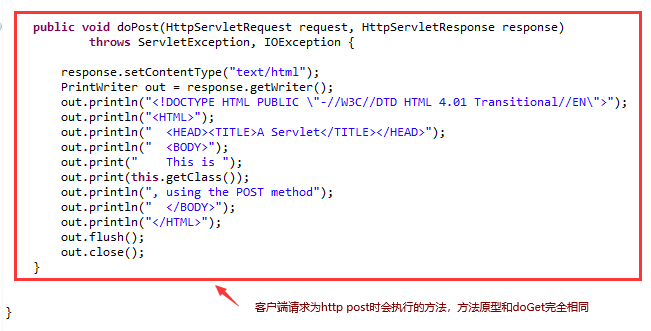 public void doPost(HttpServletRequest request, HttpServletResponse response)
throws ServletException, IOException {
response.setContentType("text/html");
PrintWriter out = response.getWriter();
out.println("<!DOCTYPE HTML PUBLIC \"-//W3C//DTD HTML 4.01 Transitional//EN\">");
out.println("<HTML>");
out.println("  <HEAD><TITLE>A Servlet</TITLE></HEAD>");
out.println("  <BODY>");
out.print("    This is ");
out.print(this.getClass());
out.println(", using the POST method");
out.println("  </BODY>");
out.println("</HTML>");
out.flush();
out.close();
}
客户端请求为http post时会执行的方法，方法原型和doGet完全相同
}